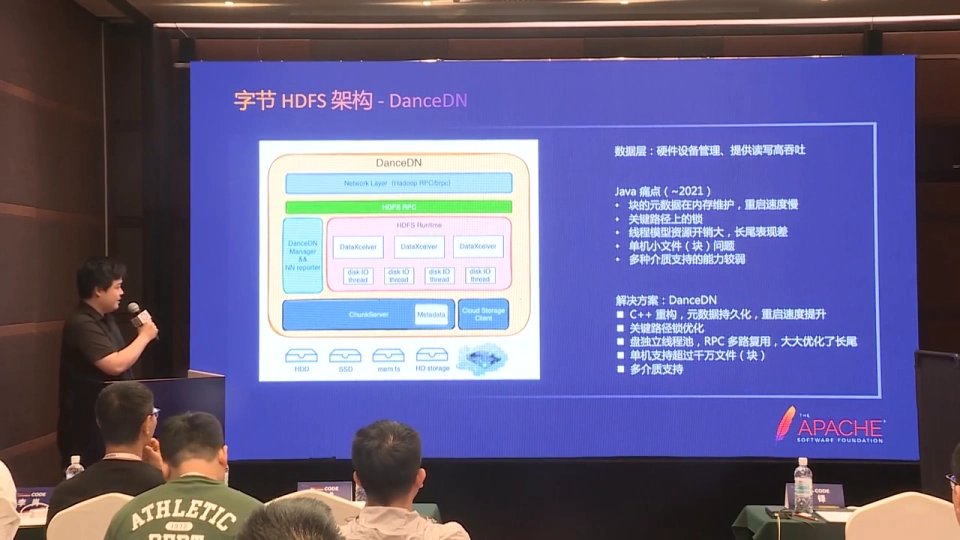 字节 HDFS 架构 - DanceDN
DanceDN
Network Layer (Hadoop RPC/brpc)
HDFS RPC
DanceDN
Manager
&&
NN reporter
HDFS Runtime
DataXceiver
DataXceiver
DataXceiver
disk IO
thread
disk IO
thread
disk IO
thread
disk IO
thread
ChunkServer
Metadata
Cloud Storage
Client
HDD
SSD
mem fs
HD storage
数据层：硬件设备管理、提供读写高吞吐
Java 痛点（~2021）
• 块的元数据在内存维护，重启速度慢
• 关键路径上的锁
• 线程模型资源开销大，长尾表现差
• 单机小文件（块）问题
• 多种介质支持的能力较弱
解决方案：DanceDN
■ C++ 重构，元数据持久化，重启速度提升
■ 关键路径锁优化
■ 盘独立线程池，RPC 多路复用，大大优化了长尾
■ 单机支持超过千万文件（块）
■ 多介质支持
THE
APACHE
SOFTWARE FOUNDATION
ATHLETIC
1972
DEPT
CODE
CODE
CODE
锋